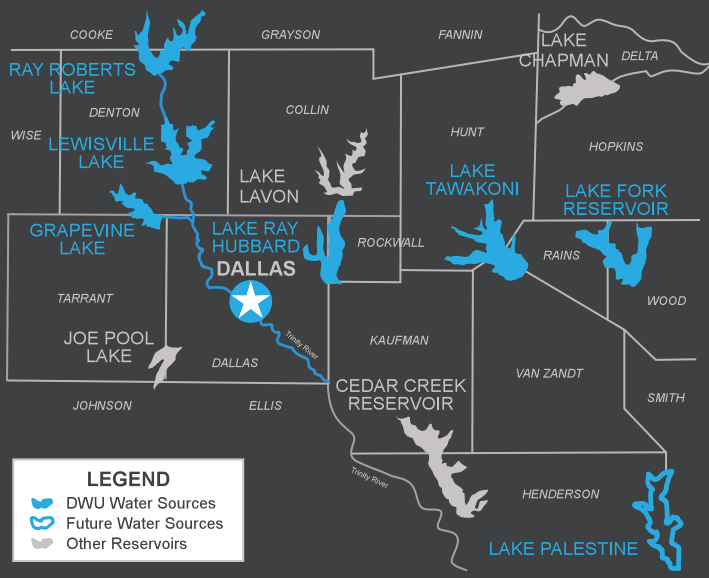 COOKE
GRAYSON
FANNIN
LAKE
CHAPMAN
DELTA
RAY ROBERTS
LAKE
DENTON
COLLIN
WISE
HUNT
HOPKINS
LEWISVILLE
LAKE
LAKE
LAVON
LAKE
TAWAKONI
LAKE FORK
RESERVOIR
GRAPEVINE
LAKE
LAKE RAY
HUBBARD
ROCKWALL
RAINS
DALLAS
TARRANT
WOOD
JOE POOL
LAKE
Trinity River
KAUFMAN
DALLAS
VAN ZANDT
CEDAR CREEK
RESERVOIR
SMITH
JOHNSON
ELLIS
Trinity River
HENDERSON
LAKE PALESTINE
LEGEND
DWU Water Sources
Future Water Sources
Other Reservoirs